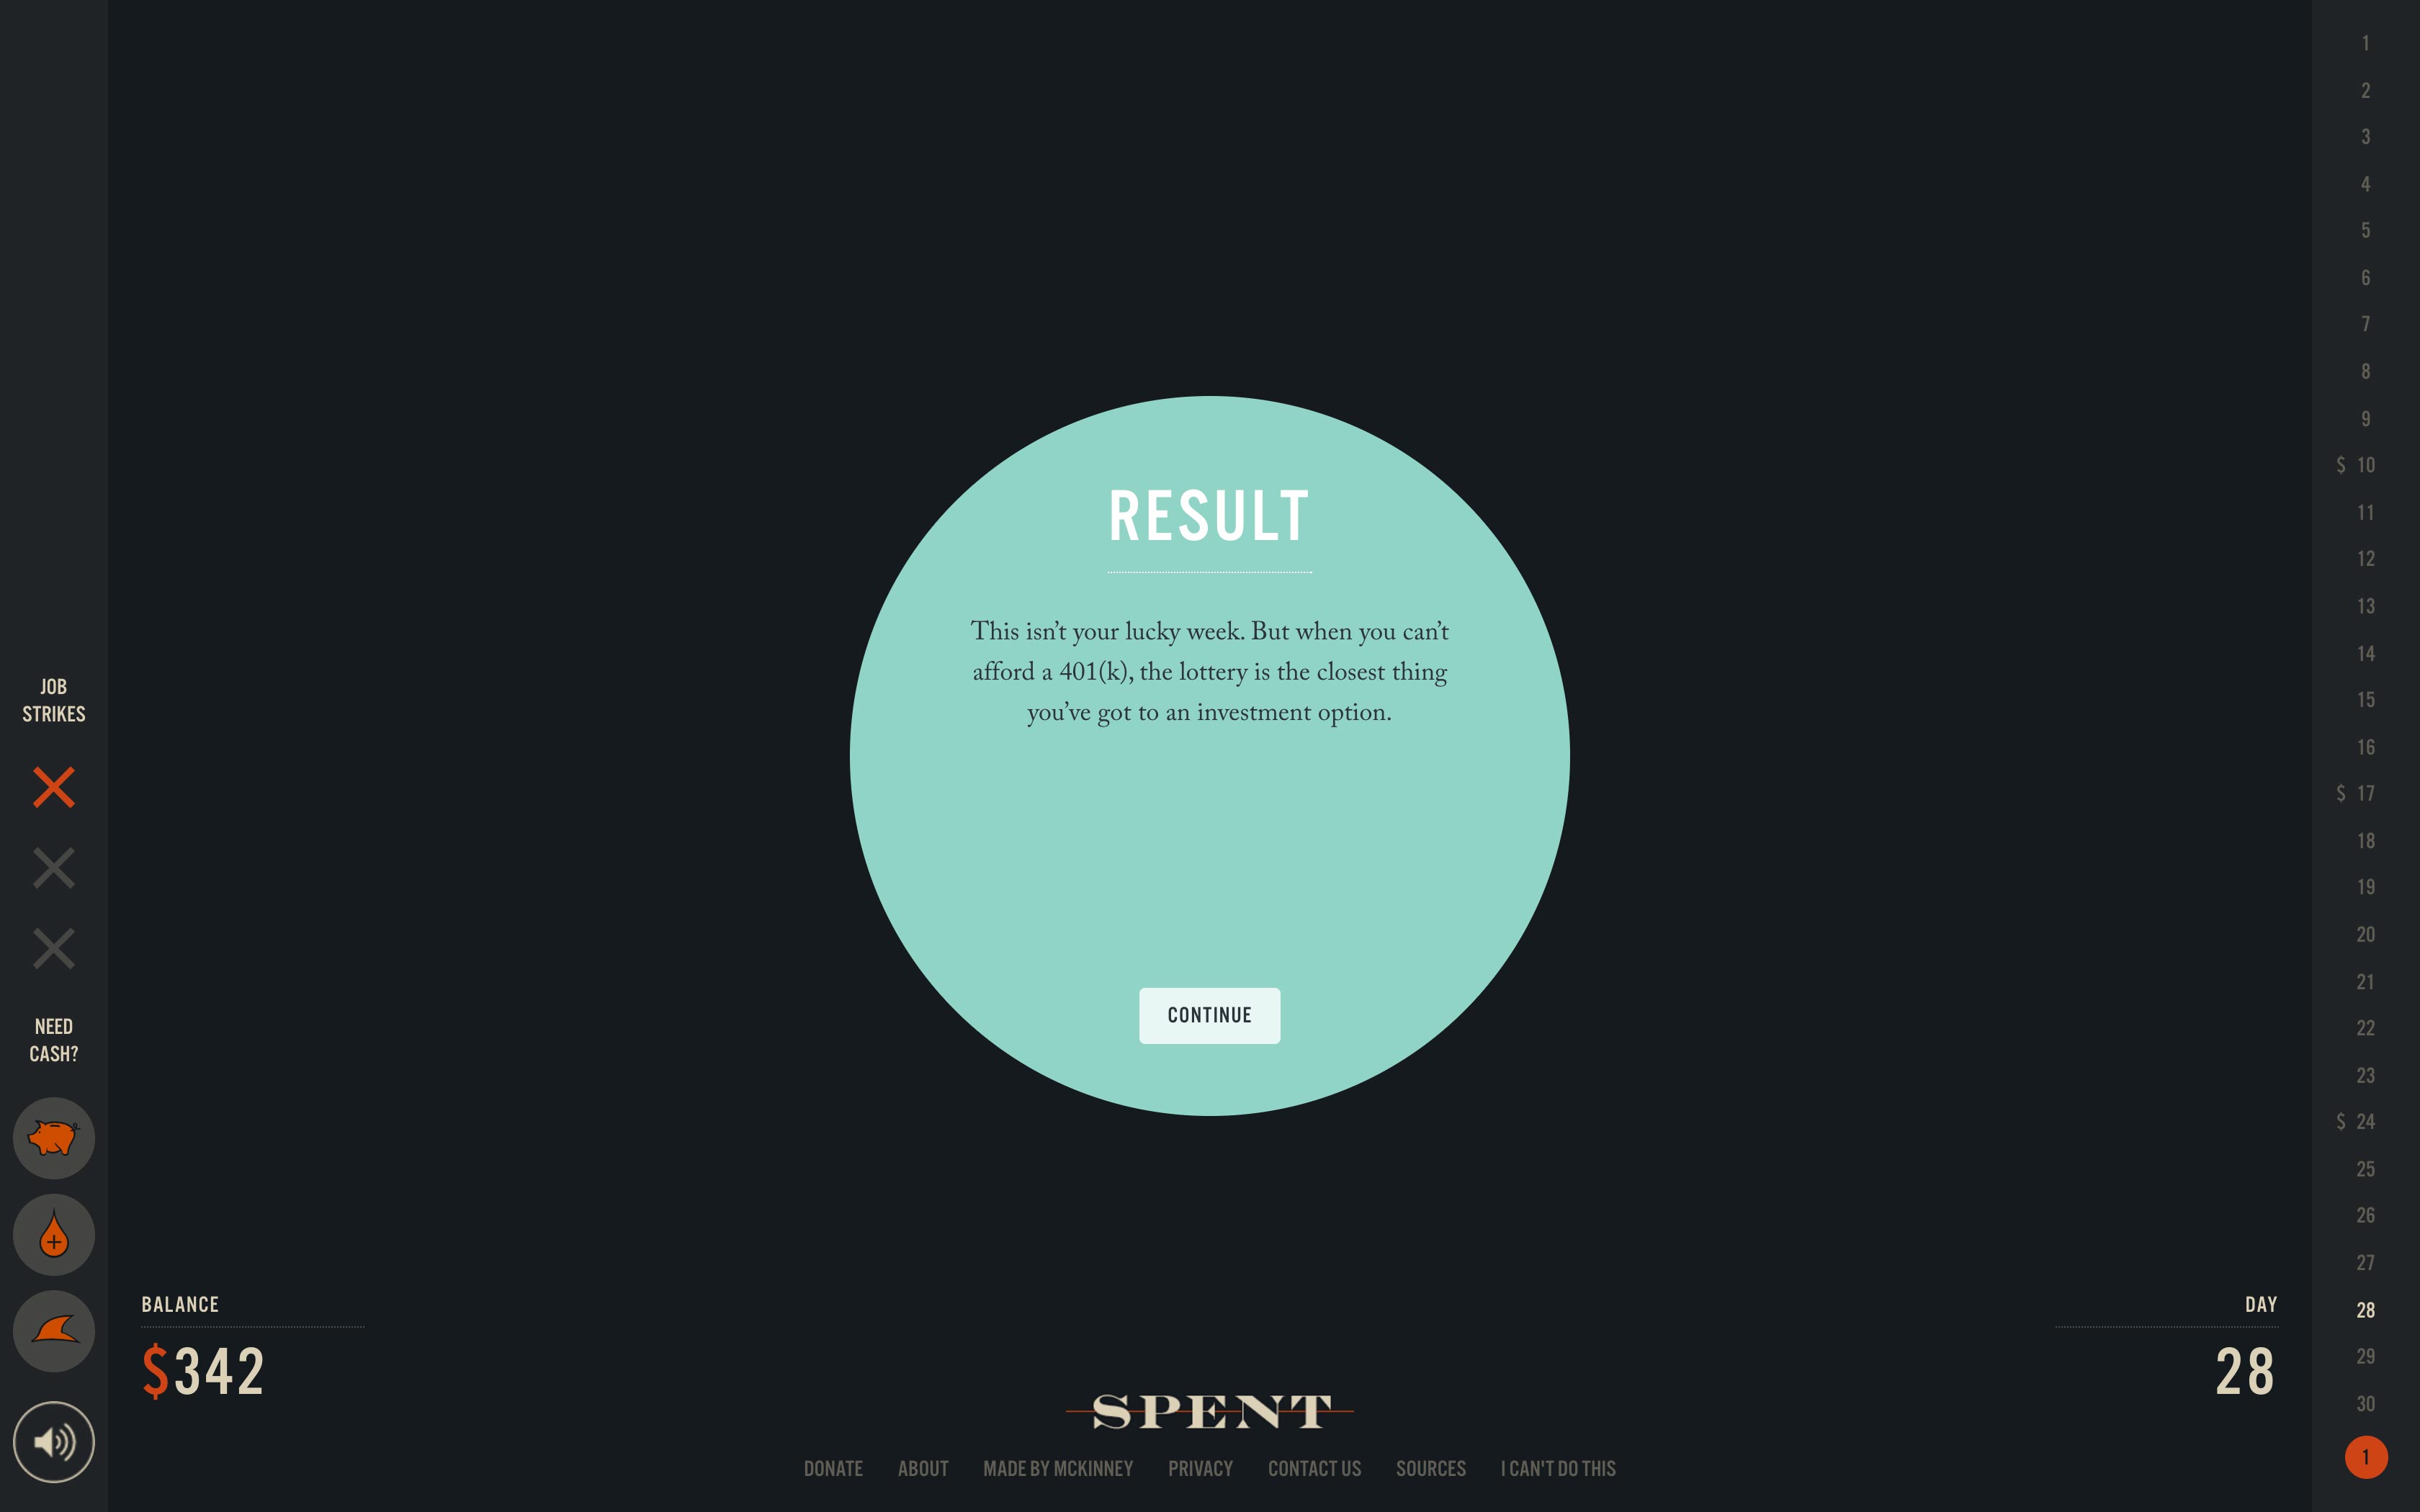 JOB
STRIKES
NEED
CASH?
RESULT
This isn’t your lucky week. But when you can’t
afford a 401(k), the lottery is the closest thing
you’ve got to an investment option.
CONTINUE
BALANCE
$342
DAY
28
SPENT
DONATE ABOUT MADE BY MCKINNEY PRIVACY CONTACT US SOURCES I CAN'T DO THIS
1
2
3
4
5
6
7
8
9
$ 10
11
12
13
14
15
16
$ 17
18
19
20
21
22
23
$ 24
25
26
27
28
29
30
1